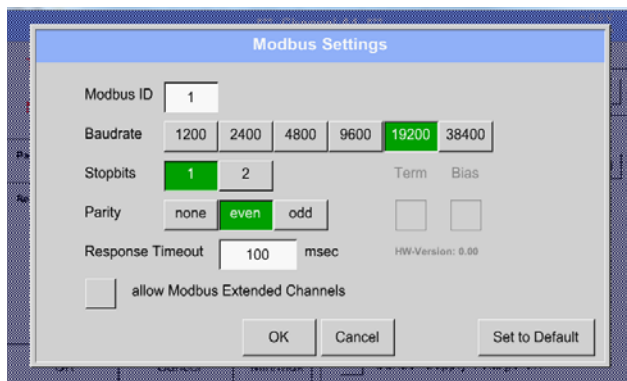 Modbus Settings
Modbus ID 1
Baudrate 1200 2400 4800 9600 19200 38400
Stopbits 1 2 Term Bias
Parity none even odd
Response Timeout 100 msec HW-Version: 0.00
allow Modbus Extended Channels
OK Cancel Set to Default